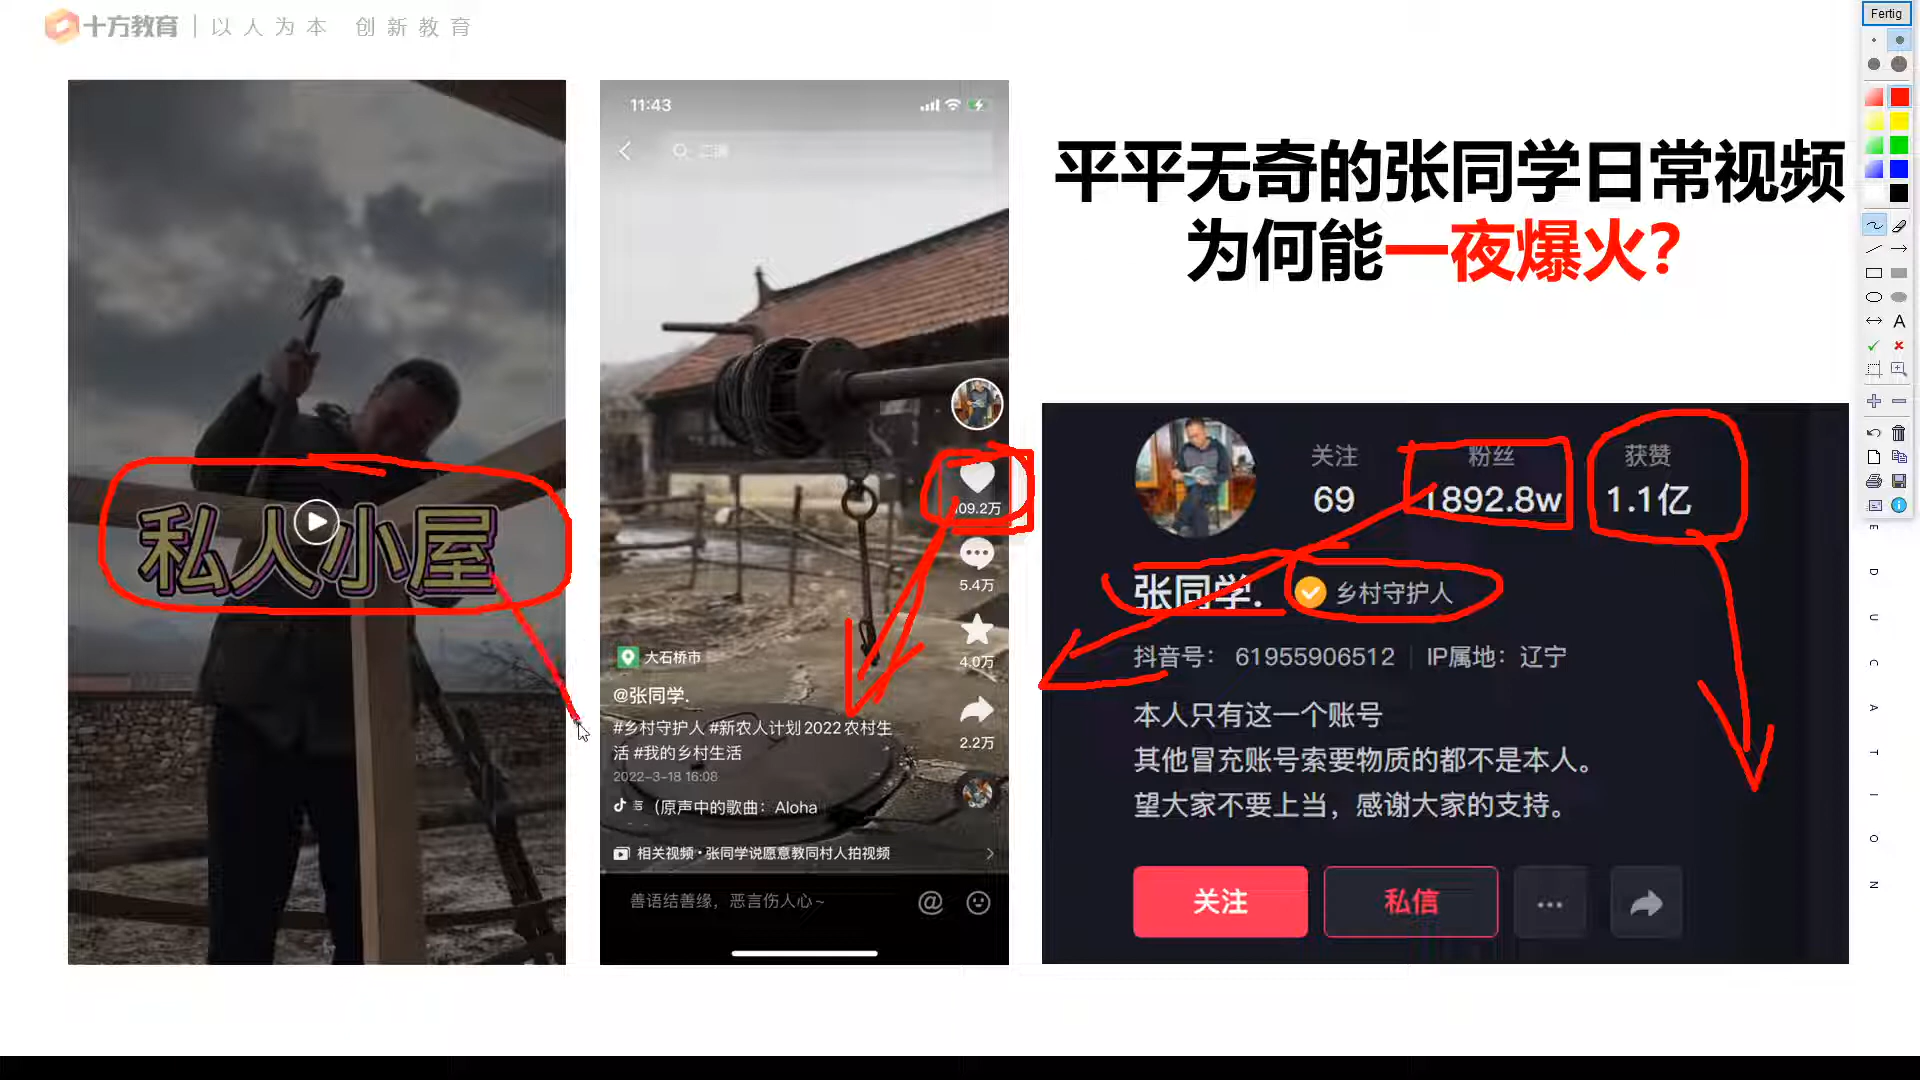 十方教育
以人为本 创新教育
Fertig
平平无奇的张同学日常视频
为何能一夜爆火？
私人小屋
11:43
09.2万
5.4万
4.0万
2.2万
大石桥市
@张同学.
#乡村守护人 #新农人计划2022农村生
活 #我的乡村生活
2022-3-18 16:08
（原声中的歌曲：Aloha
相关视频·张同学说愿意教同村人拍视频
善语结善缘，恶言伤人心~
@
关注
粉丝
获赞
69
1892.8w
1.1亿
张同学.
乡村守护人
抖音号： 61955906512
IP属地：辽宁
本人只有这一个账号
其他冒充账号索要物质的都不是本人。
望大家不要上当，感谢大家的支持。
关注
私信
A
E
D
U
C
A
T
I
O
N